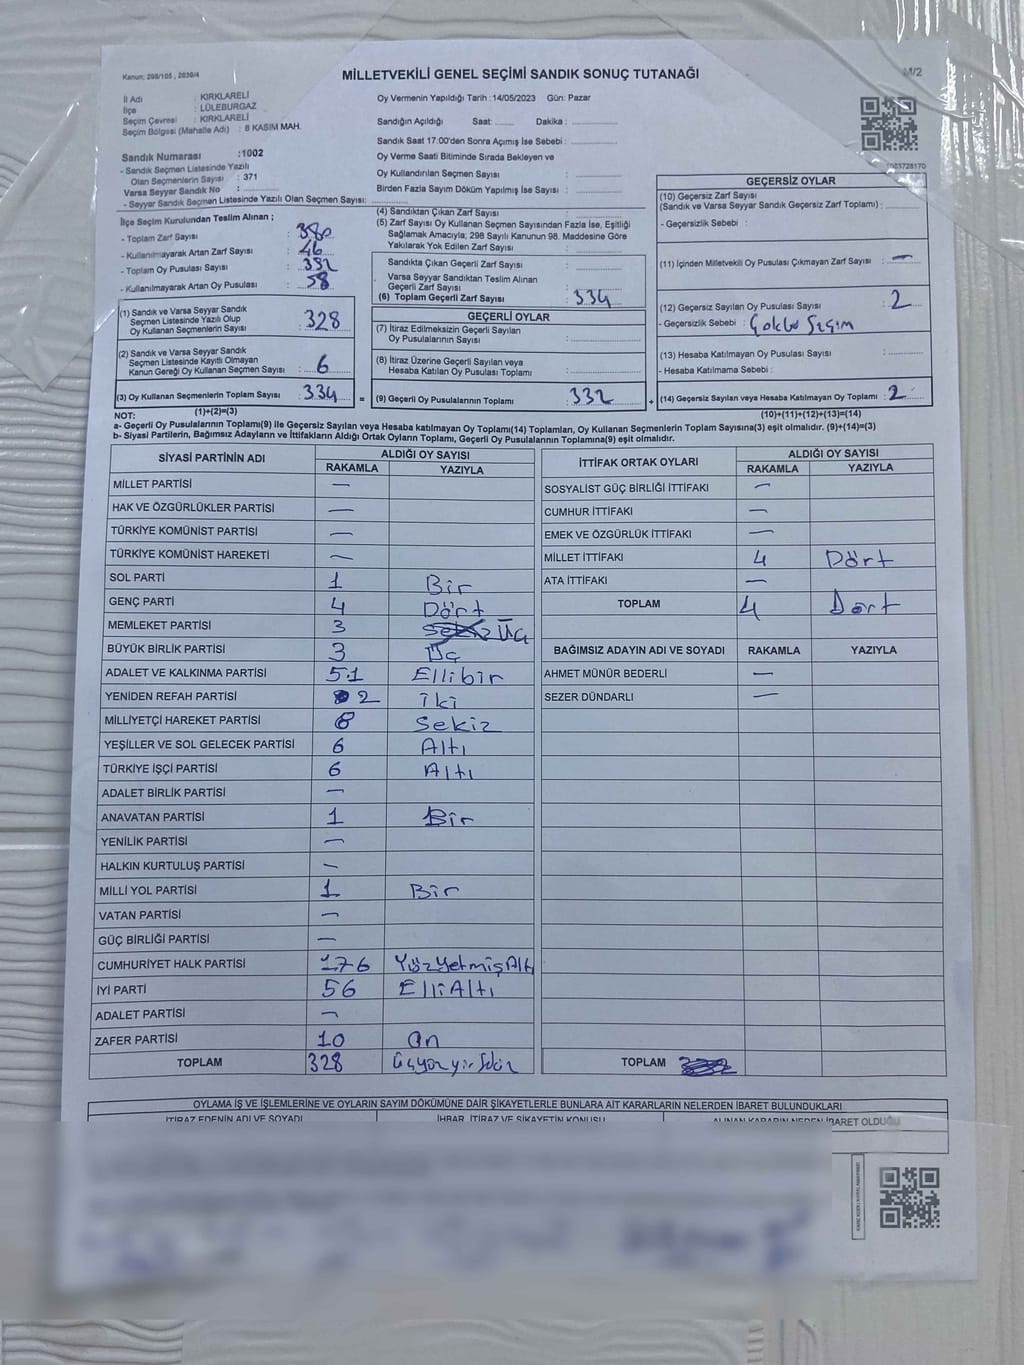 Kanun: 298/105, 2839/4
MİLLETVEKİLİ GENEL SEÇİMİ SANDIK SONUÇ TUTANAĞI
M/2
İl Adı : KIRKLARELİ
İlçe : LÜLEBURGAZ
Seçim Çevresi : KIRKLARELİ
Seçim Bölgesi (Mahalle Adı) : 8 KASIM MAH.
Sandık Numarası :1002
- Sandık Seçmen Listesinde Yazılı
Olan Seçmenlerin Sayısı : 371
Varsa Seyyar Sandık No :
- Seyyar Sandık Seçmen Listesinde Yazılı Olan Seçmen Sayısı:
Oy Vermenin Yapıldığı Tarih :14/05/2023 Gün: Pazar
Sandığın Açıldığı Saat: Dakika :
Sandık Saat 17:00'den Sonra Açımış İse Sebebi :
Oy Verme Saati Bitiminde Sırada Bekleyen ve
Oy Kullandırılan Seçmen Sayısı :
Birden Fazla Sayım Döküm Yapılmış İse Sayısı :
İlçe Seçim Kurulundan Teslim Alınan ;
- Toplam Zarf Sayısı : 380
- Kullanılmayarak Artan Zarf Sayısı : 46
- Toplam Oy Pusulası Sayısı :
- Kullanılmayarak Artan Oy Pusulası : 58
(1) Sandık ve Varsa Seyyar Sandık
Seçmen Listesinde Yazılı Olup
Oy Kullanan Seçmenlerin Sayısı : 328
(2) Sandık ve Varsa Seyyar Sandık
Seçmen Listesinde Kayıtlı Olmayan
Kanun Gereği Oy Kullanan Seçmen Sayısı : 6
(3) Oy Kullanan Seçmenlerin Toplam Sayısı : 334
(1)+(2)=(3)
(4) Sandıktan Çıkan Zarf Sayısı :
(5) Zarf Sayısı Oy Kullanan Seçmen Sayısından Fazla İse, Eşitliği
Sağlamak Amacıyla; 298 Sayılı Kanunun 98. Maddesine Göre
Yakılarak Yok Edilen Zarf Sayısı :
Sandıkta Çıkan Geçerli Zarf Sayısı :
Varsa Seyyar Sandıktan Teslim Alınan
Geçerli Zarf Sayısı :
(6) Toplam Geçerli Zarf Sayısı : 334
GEÇERLİ OYLAR
(7) İtiraz Edilmeksizin Geçerli Sayılan
Oy Pusulalarının Sayısı :
(8) İtiraz Üzerine Geçerli Sayılan veya
Hesaba Katılan Oy Pusulası Toplamı :
= (9) Geçerli Oy Pusulalarının Toplamı : 332 +
GEÇERSİZ OYLAR
(10) Geçersiz Zarf Sayısı
(Sandık ve Varsa Seyyar Sandık Geçersiz Zarf Toplamı) :
- Geçersizlik Sebebi :
(11) İçinden Milletvekili Oy Pusulası Çıkmayan Zarf Sayısı : —
(12) Geçersiz Sayılan Oy Pusulası Sayısı : 2
- Geçersizlik Sebebi :
(13) Hesaba Katılmayan Oy Pusulası Sayısı :
- Hesaba Katılmama Sebebi :
(14) Geçersiz Sayılan veya Hesaba Katılmayan Oy Toplamı : 2
(10)+(11)+(12)+(13)=(14)
NOT:
a- Geçerli Oy Pusulalarının Toplamı(9) ile Geçersiz Sayılan veya Hesaba katılmayan Oy Toplamı(14) Toplamları, Oy Kullanan Seçmenlerin Toplam Sayısına(3) eşit olmalıdır. (9)+(14)=(3)
b- Siyasi Partilerin, Bağımsız Adayların ve İttifakların Aldığı Ortak Oyların Toplamı, Geçerli Oy Pusulalarının Toplamına(9) eşit olmalıdır.
SİYASİ PARTİNİN ADI ALDIĞI OY SAYISI
RAKAMLA YAZIYLA
MİLLET PARTİSİ —
HAK VE ÖZGÜRLÜKLER PARTİSİ —
TÜRKİYE KOMÜNİST PARTİSİ —
TÜRKİYE KOMÜNİST HAREKETİ —
SOL PARTİ 1 Bir
GENÇ PARTİ 4 Dört
MEMLEKET PARTİSİ 3 Üç
BÜYÜK BİRLİK PARTİSİ 3 Üç
ADALET VE KALKINMA PARTİSİ 51 Ellibir
YENİDEN REFAH PARTİSİ 2 iki
MİLLİYETÇİ HAREKET PARTİSİ 8 Sekiz
YEŞİLLER VE SOL GELECEK PARTİSİ 6 Altı
TÜRKİYE İŞÇİ PARTİSİ 6 Altı
ADALET BİRLİK PARTİSİ —
ANAVATAN PARTİSİ 1 Bir
YENİLİK PARTİSİ —
HALKIN KURTULUŞ PARTİSİ —
MİLLİ YOL PARTİSİ 1 Bir
VATAN PARTİSİ —
GÜÇ BİRLİĞİ PARTİSİ —
CUMHURİYET HALK PARTİSİ 176 YüzYetmişAltı
İYİ PARTİ 56 ElliAltı
ADALET PARTİSİ —
ZAFER PARTİSİ 10 On
TOPLAM 328
İTTİFAK ORTAK OYLARI ALDIĞI OY SAYISI
RAKAMLA YAZIYLA
SOSYALİST GÜÇ BİRLİĞİ İTTİFAKI —
CUMHUR İTTİFAKI —
EMEK VE ÖZGÜRLÜK İTTİFAKI —
MİLLET İTTİFAKI 4 Dört
ATA İTTİFAKI —
TOPLAM 4 Dört
BAĞIMSIZ ADAYIN ADI VE SOYADI RAKAMLA YAZIYLA
AHMET MÜNÜR BEDERLİ —
SEZER DÜNDARLI —
TOPLAM
OYLAMA İŞ VE İŞLEMLERİNE VE OYLARIN SAYIM DÖKÜMÜNE DAİR ŞİKAYETLERLE BUNLARA AİT KARARLARIN NELERDEN İBARET BULUNDUKLARI
İTİRAZ EDENİN ADI VE SOYADI İHBAR, İTİRAZ VE ŞİKAYETİN KONUSU ALINAN KARARIN NEDEN İBARET OLDUĞU